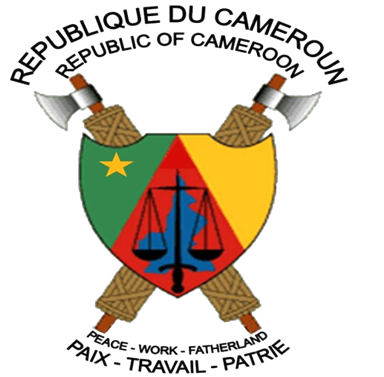 REPUBLIQUE DU CAMEROUN
REPUBLIC OF CAMEROON
PEACE - WORK - FATHERLAND
PAIX - TRAVAIL - PATRIE